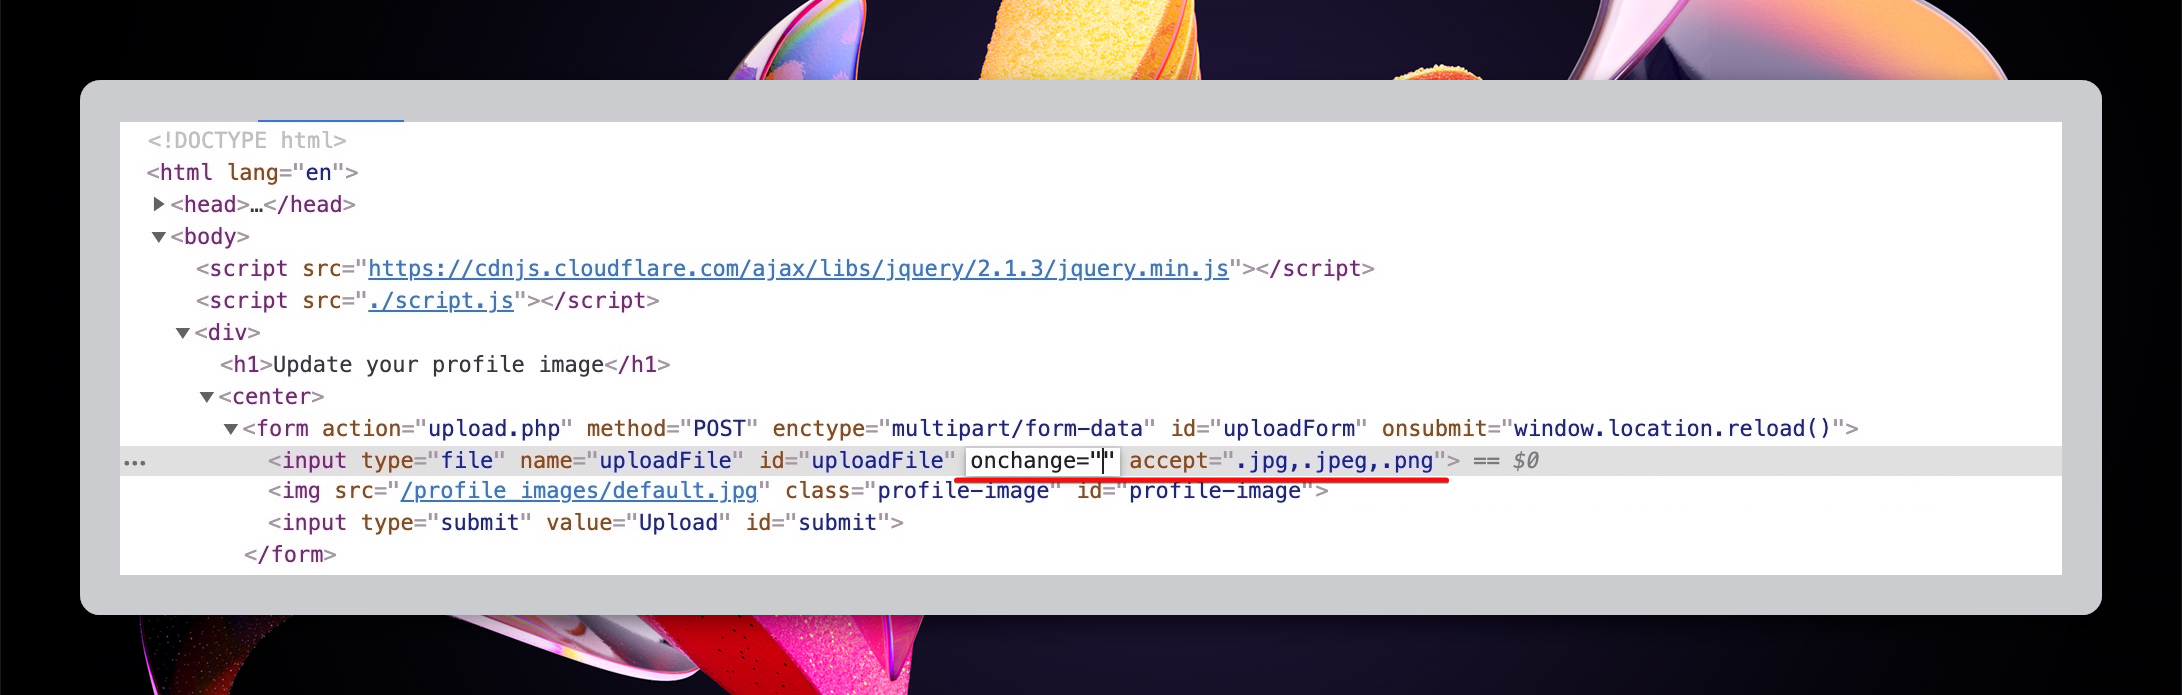 <!DOCTYPE html>
<html lang="en">
<head>…</head>
<body>
<script src="https://cdnjs.cloudflare.com/ajax/libs/jquery/2.1.3/jquery.min.js"></script>
<script src="./script.js"></script>
<div>
<h1>Update your profile image</h1>
<center>
<form action="upload.php" method="POST" enctype="multipart/form-data" id="uploadForm" onsubmit="window.location.reload()">
<input type="file" name="uploadFile" id="uploadFile" onchange="" accept=".jpg,.jpeg,.png"> == $0
<img src="/profile_images/default.jpg" class="profile-image" id="profile-image">
<input type="submit" value="Upload" id="submit">
</form>